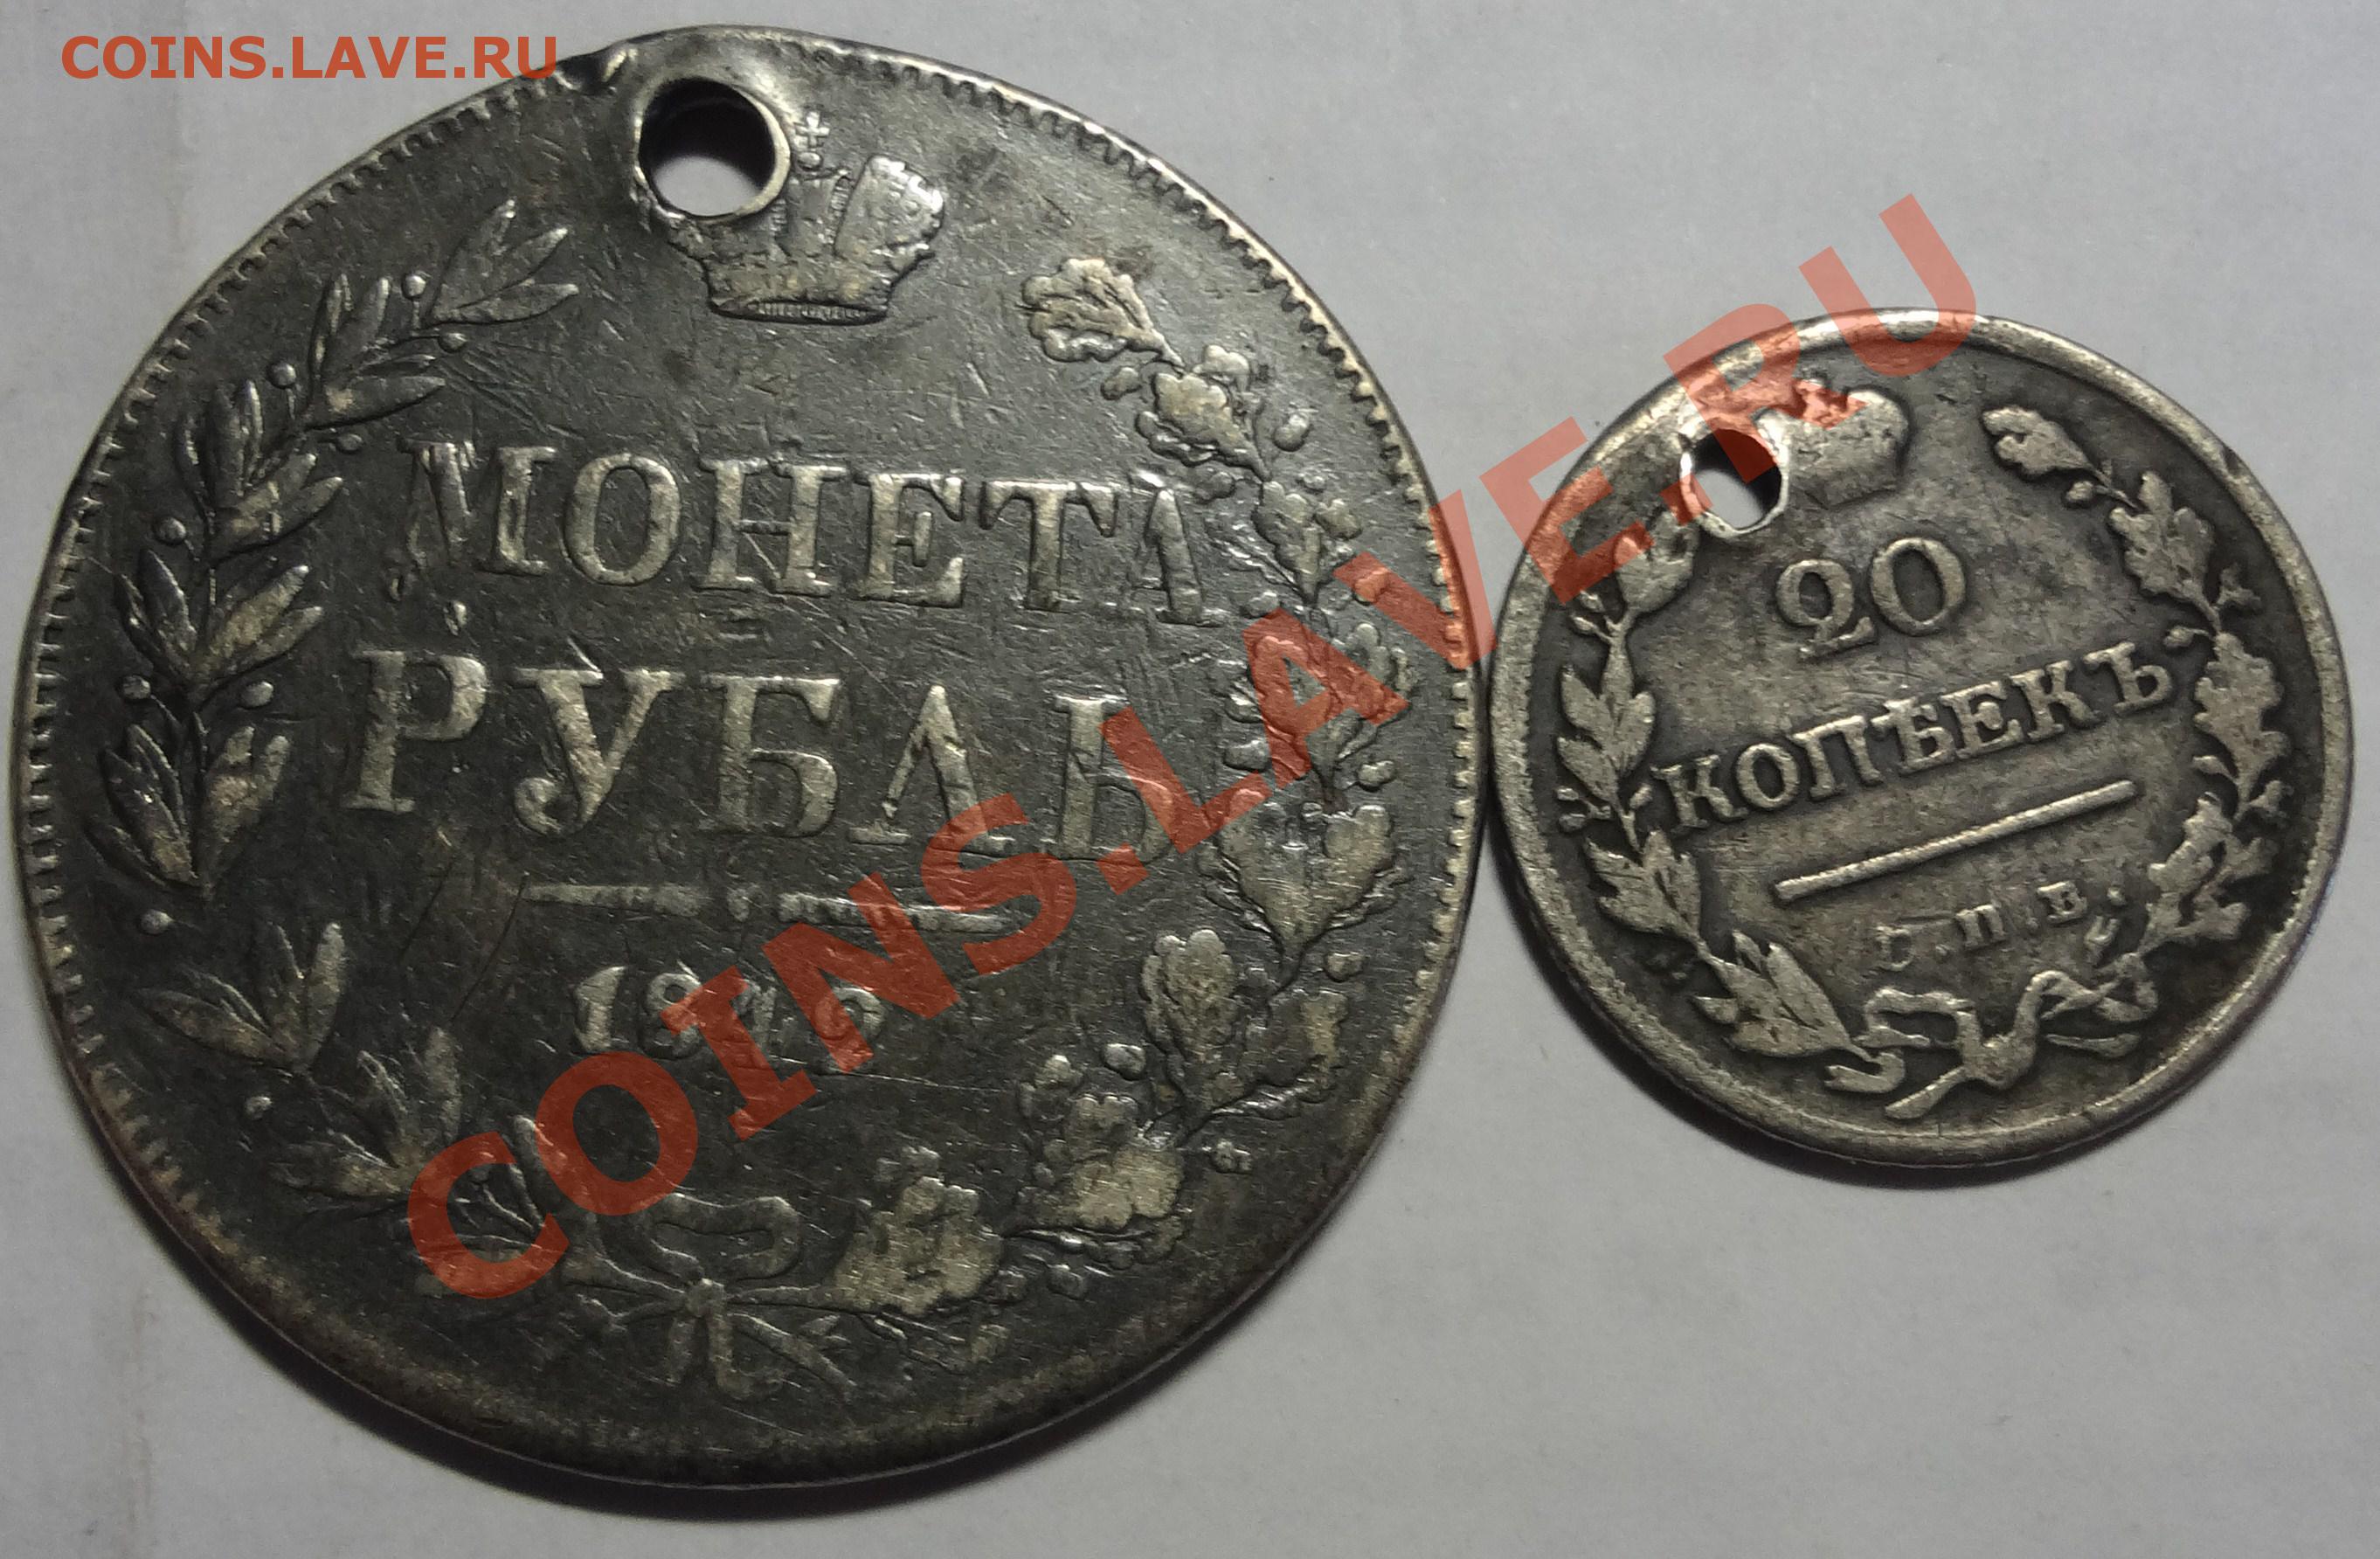 COINS.LAVE.RU
МОНЕТА
РУБЛЬ
COINS.LAVE.RU
20
КОПѢЕКЪ
С.П.Б.